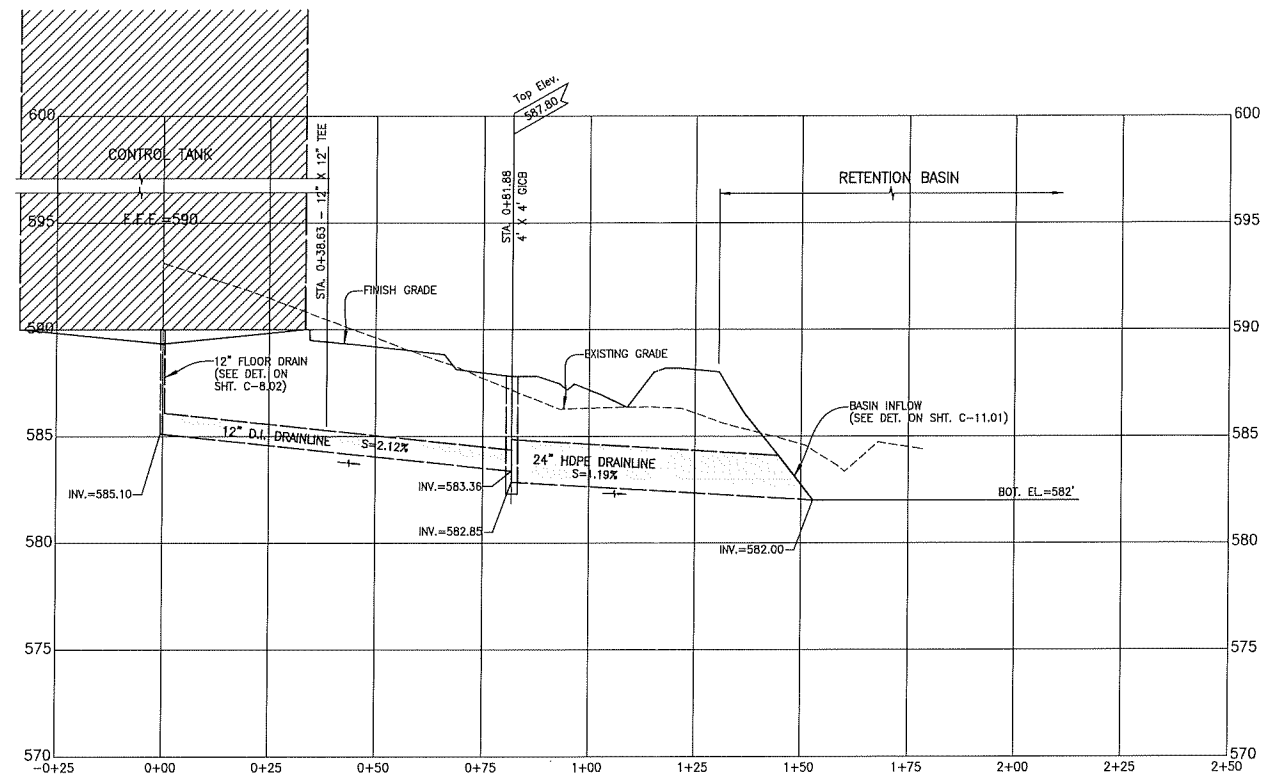 Top Elev.
587.80
600
600
CONTROL TANK
F.F.E.=590
STA. 0+38.63 - 12" X 12" TEE
STA. 0+81.88
4' X 4' GICB
RETENTION BASIN
595
595
FINISH GRADE
590
590
EXISTING GRADE
12" FLOOR DRAIN
(SEE DET. ON
SHT. C-8.02)
BASIN INFLOW
(SEE DET. ON SHT. C-11.01)
585
585
12" D.I. DRAINLINE
S=2.12%
24" HDPE DRAINLINE
S=1.19%
INV.=585.10
INV.=583.36
BOT. EL.=582'
INV.=582.85
INV.=582.00
580
580
575
575
570
570
-0+25
0+00
0+25
0+50
0+75
1+00
1+25
1+50
1+75
2+00
2+25
2+50